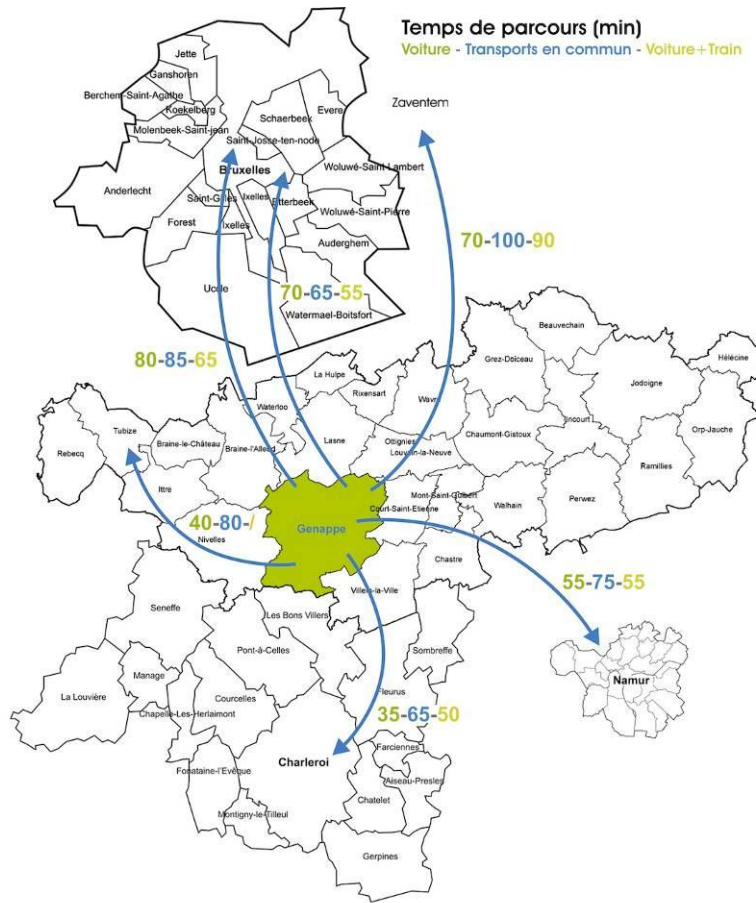 Temps de parcours (min)
Voiture - Transports en commun - Voiture+Train
Jette
Ganshoren
Berchem-Saint-Agathe
Koekelberg
Molenbeek-Saint-jean
Schaerbeek
Evere
Zaventem
Saint-Josse-ten-node
Bruxelles
Woluwé-Saint-Lambert
Anderlecht
Saint-Gilles
Ixelles
Etterbeek
Woluwé-Saint-Pierre
Forest
Ixelles
Auderghem
70-100-90
Uccle
70-65-55
Watermael-Boitsfort
80-85-65
Beauvechain
Grez-Doiceau
Hélécine
La Hulpe
Rixensart
Wavre
Jodoigne
Waterloo
Incourt
Orp-Jauche
Tubize
Rebecq
Braine-le-Château
Braine-l'Alleud
Lasne
Ottignies
Louvain-la-Neuve
Chaumont-Gistoux
Ramillies
Ittre
Mont-Saint-Guibert
Court-Saint-Etienne
Walhain
Perwez
40-80-/
Genappe
Nivelles
Chastre
Villers-la-Ville
55-75-55
Seneffe
Les Bons Villers
Pont-à-Celles
Sombreffe
Namur
La Louvière
Manage
Courcelles
Fleurus
Chapelle-Les-Herlaimont
35-65-50
Farciennes
Charleroi
Fonataine-l'Evêque
Aiseau-Presles
Chatelet
Montigny-le-Tilleul
Gerpines